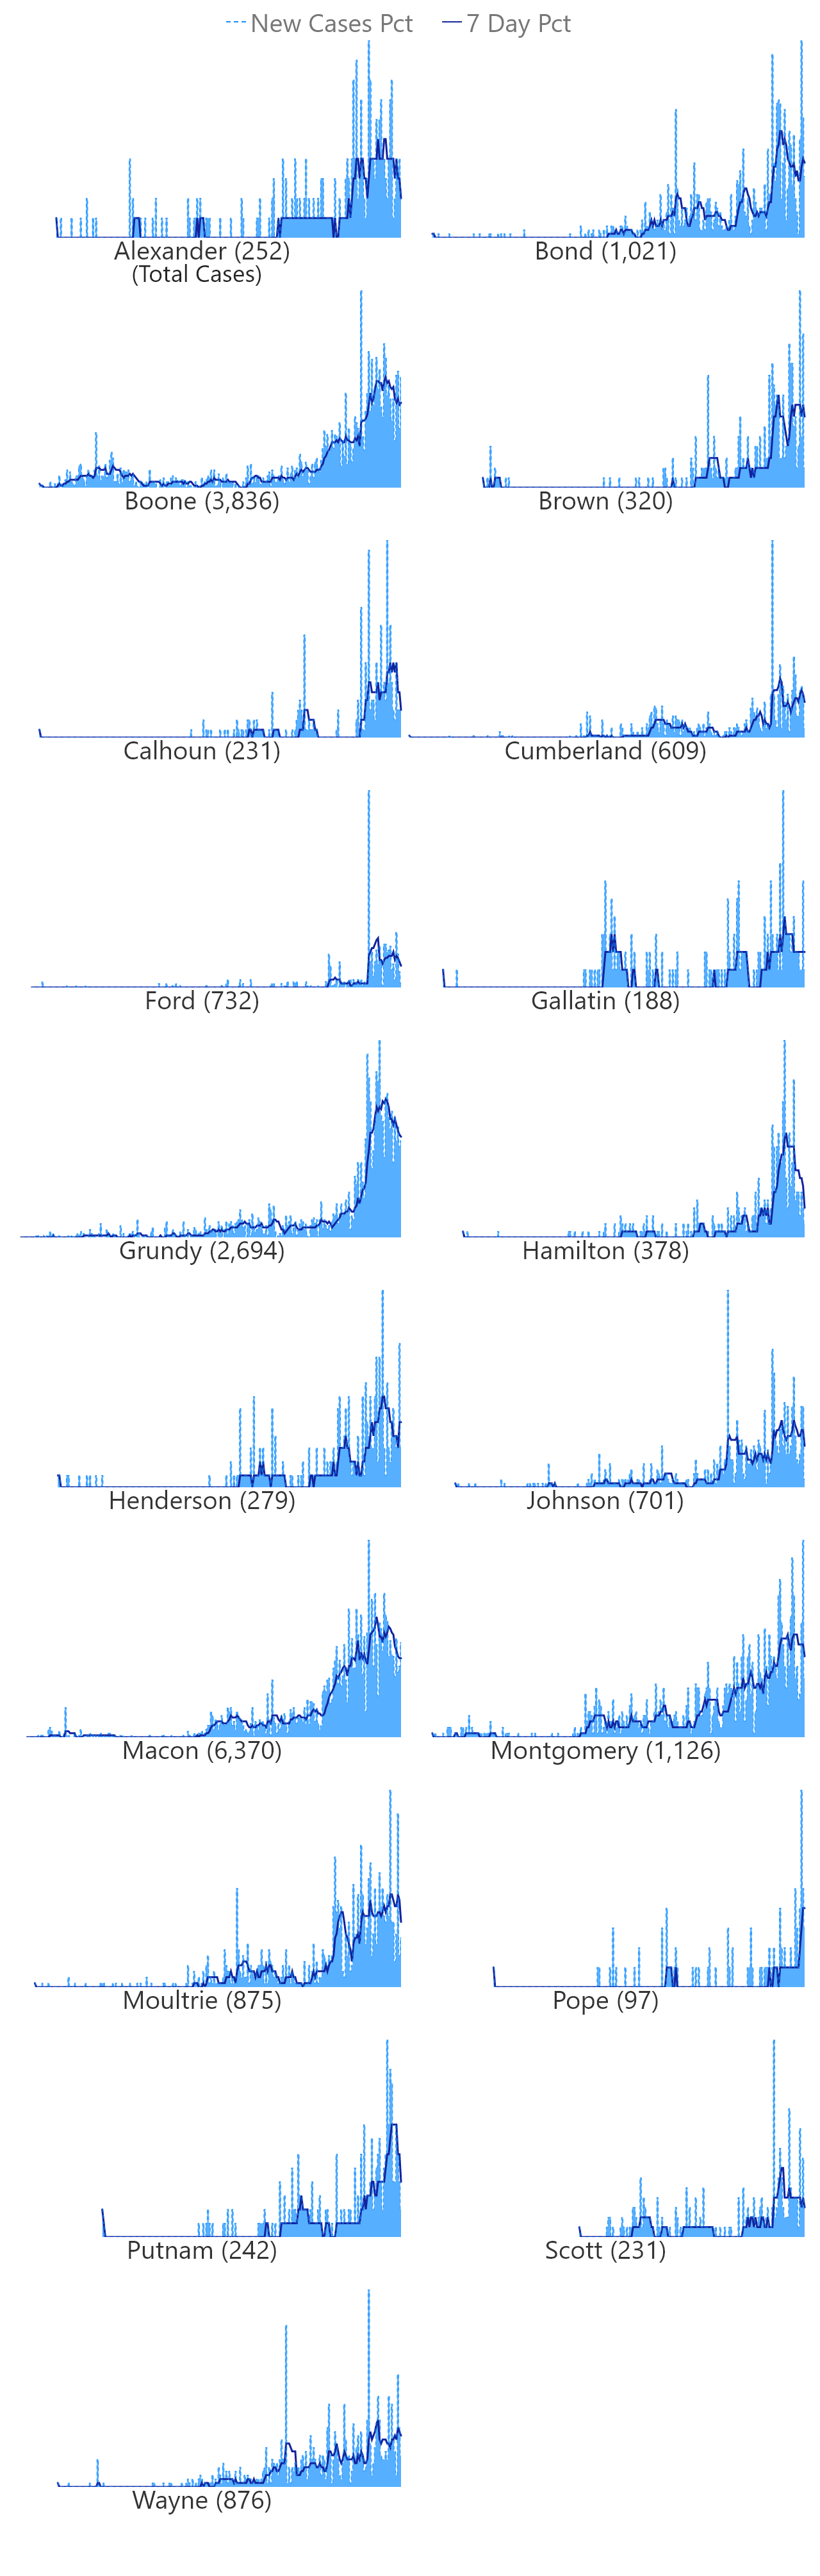 New Cases Pct 7 Day Pct
Alexander (252) Bond (1,021)
(Total Cases)
Boone (3,836) Brown (320)
Calhoun (231) Cumberland (609)
Ford (732) Gallatin (188)
Grundy (2,694) Hamilton (378)
Henderson (279) Johnson (701)
Macon (6,370) Montgomery (1,126)
Moultrie (875) Pope (97)
Putnam (242) Scott (231)
Wayne (876)